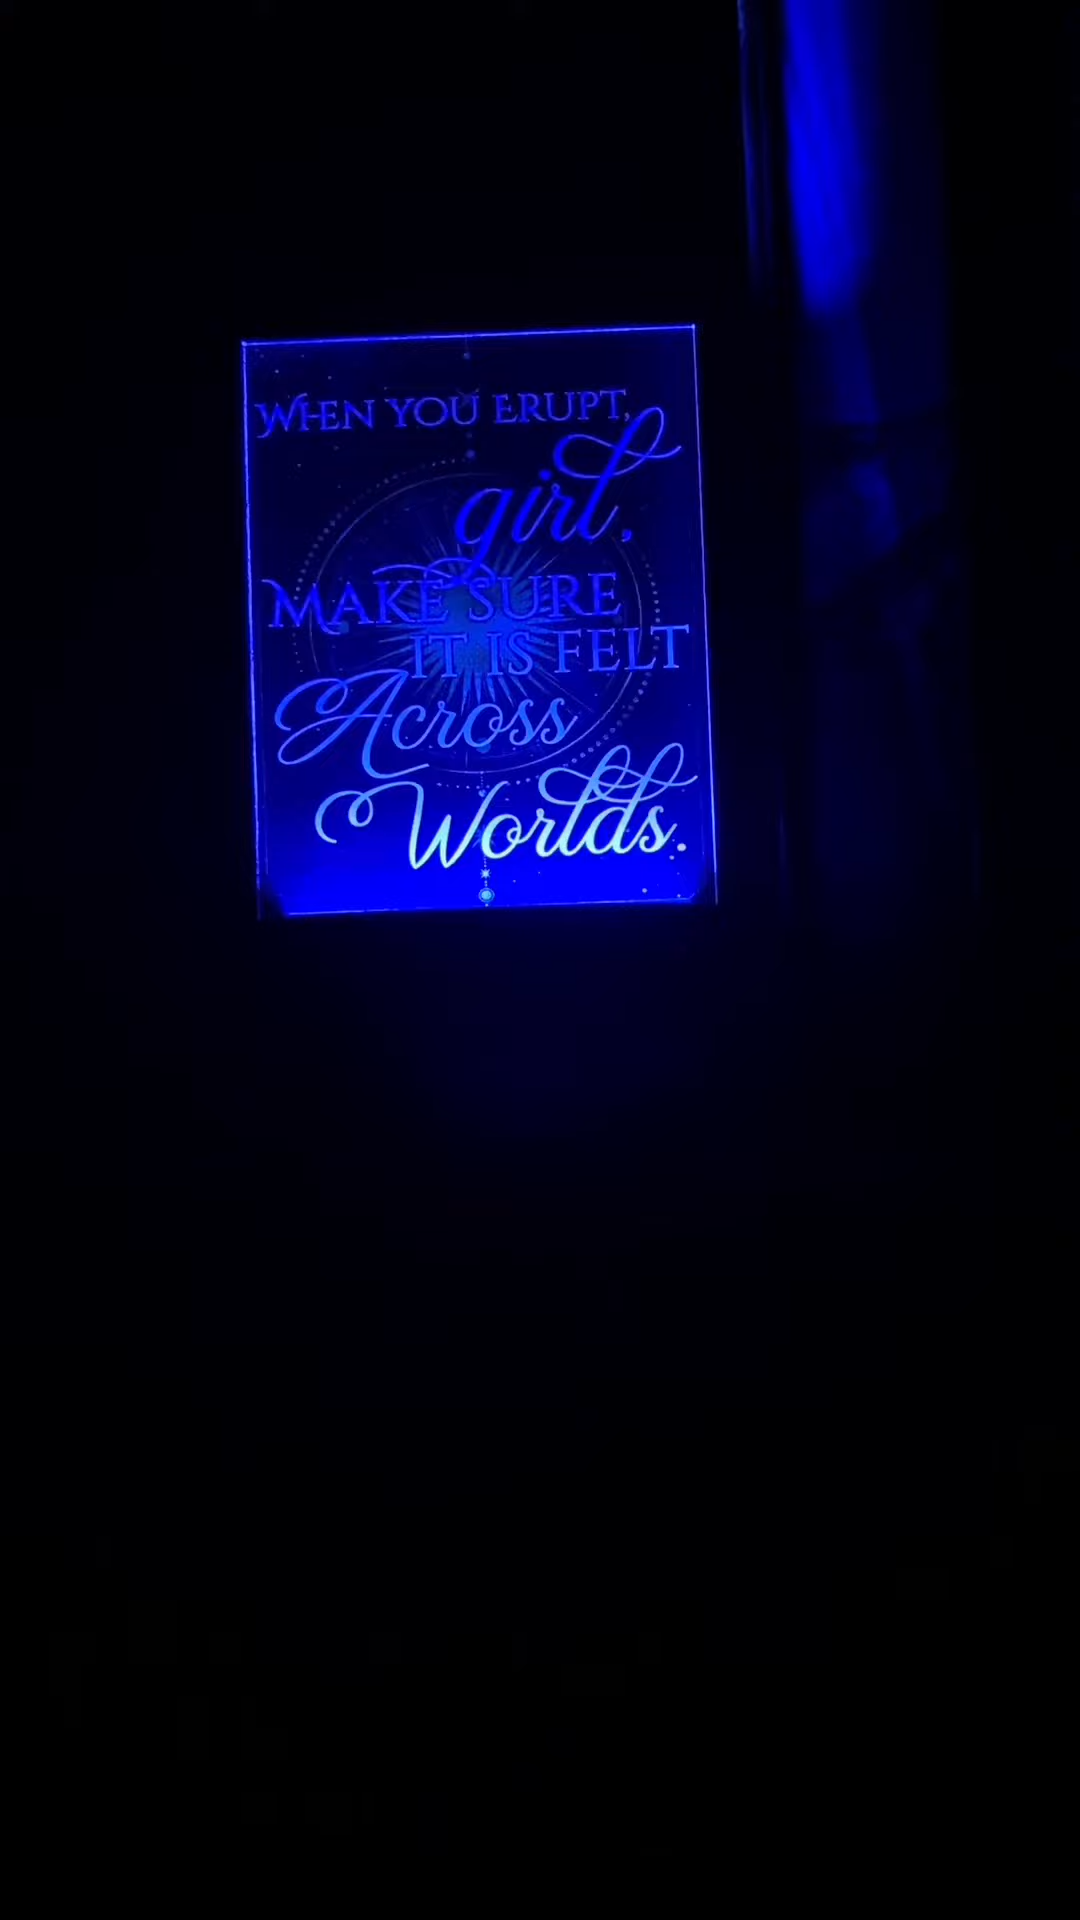 WHEN YOU ERUPT,
girl,
MAKE SURE
IT IS FELT
Across
Worlds.